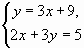 y = 3x + 9,
2x + 3y = 5